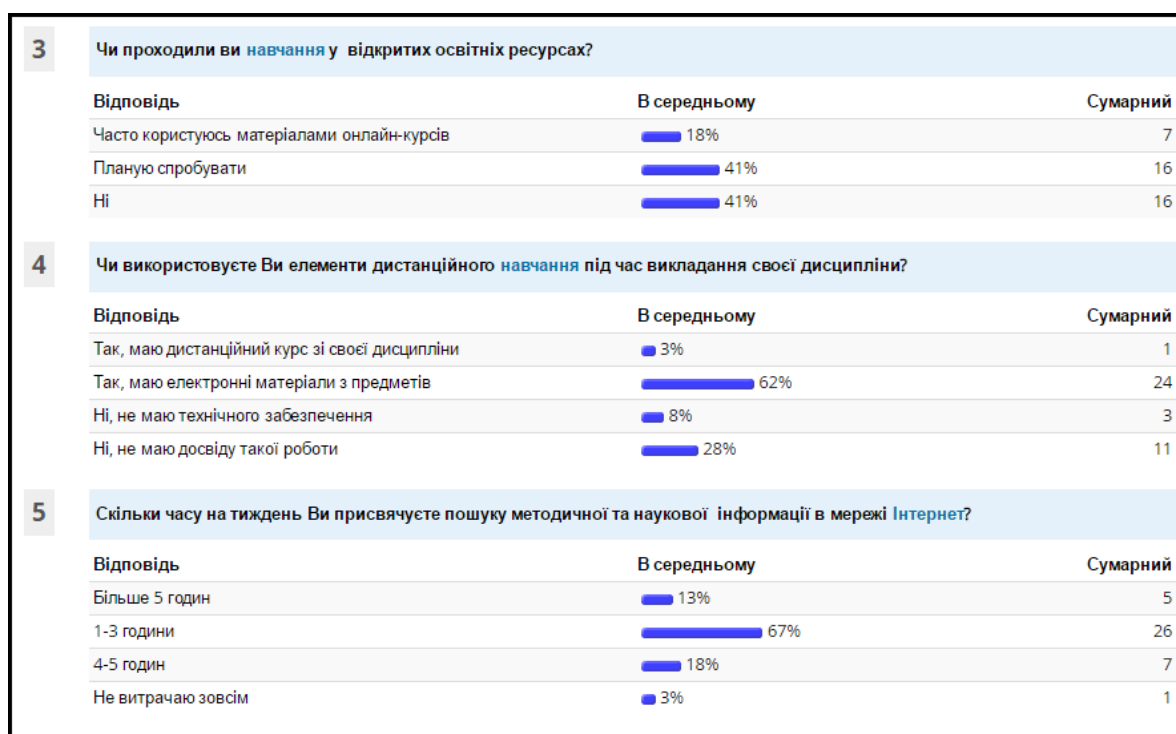 3 Чи проходили ви навчання у відкритих освітніх ресурсах?
Відповідь В середньому Сумарний
Часто користуюсь матеріалами онлайн-курсів 18% 7
Планую спробувати 41% 16
Ні 41% 16
4 Чи використовуєте Ви елементи дистанційного навчання під час викладання своєї дисципліни?
Відповідь В середньому Сумарний
Так, маю дистанційний курс зі своєї дисципліни 3% 1
Так, маю електронні матеріали з предметів 62% 24
Ні, не маю технічного забезпечення 8% 3
Ні, не маю досвіду такої роботи 28% 11
5 Скільки часу на тиждень Ви присвячуєте пошуку методичної та наукової інформації в мережі Інтернет?
Відповідь В середньому Сумарний
Більше 5 годин 13% 5
1-3 години 67% 26
4-5 годин 18% 7
Не витрачаю зовсім 3% 1